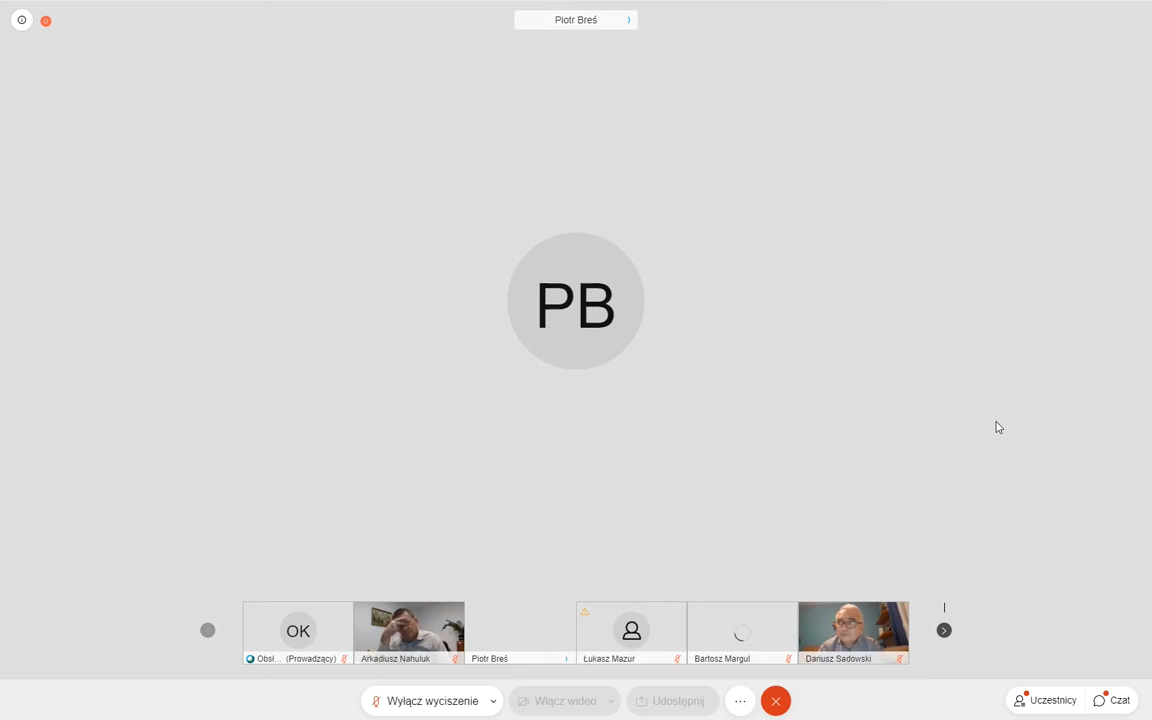 Piotr Breś
PB
OK
Obsł... (Prowadzący)
Arkadiusz Nahuluk
Piotr Breś
Łukasz Mazur
Bartosz Margul
Dariusz Sadowski
Wyłącz wyciszenie
Włącz wideo
Udostępnij
Uczestnicy
Czat